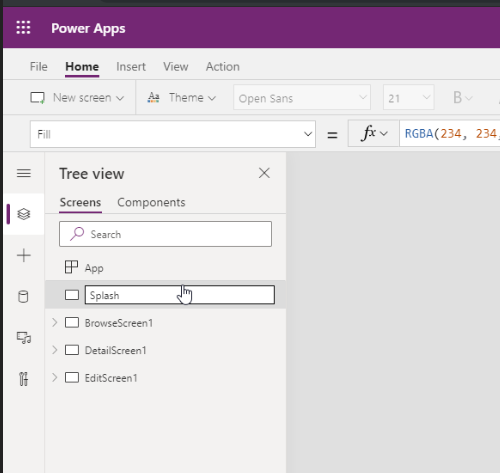 Power Apps
File Home Insert View Action
New screen Theme Open Sans 21 B
Fill = fx RGBA(234, 234,
Tree view
Screens Components
Search
App
Splash
BrowseScreen1
DetailScreen1
EditScreen1